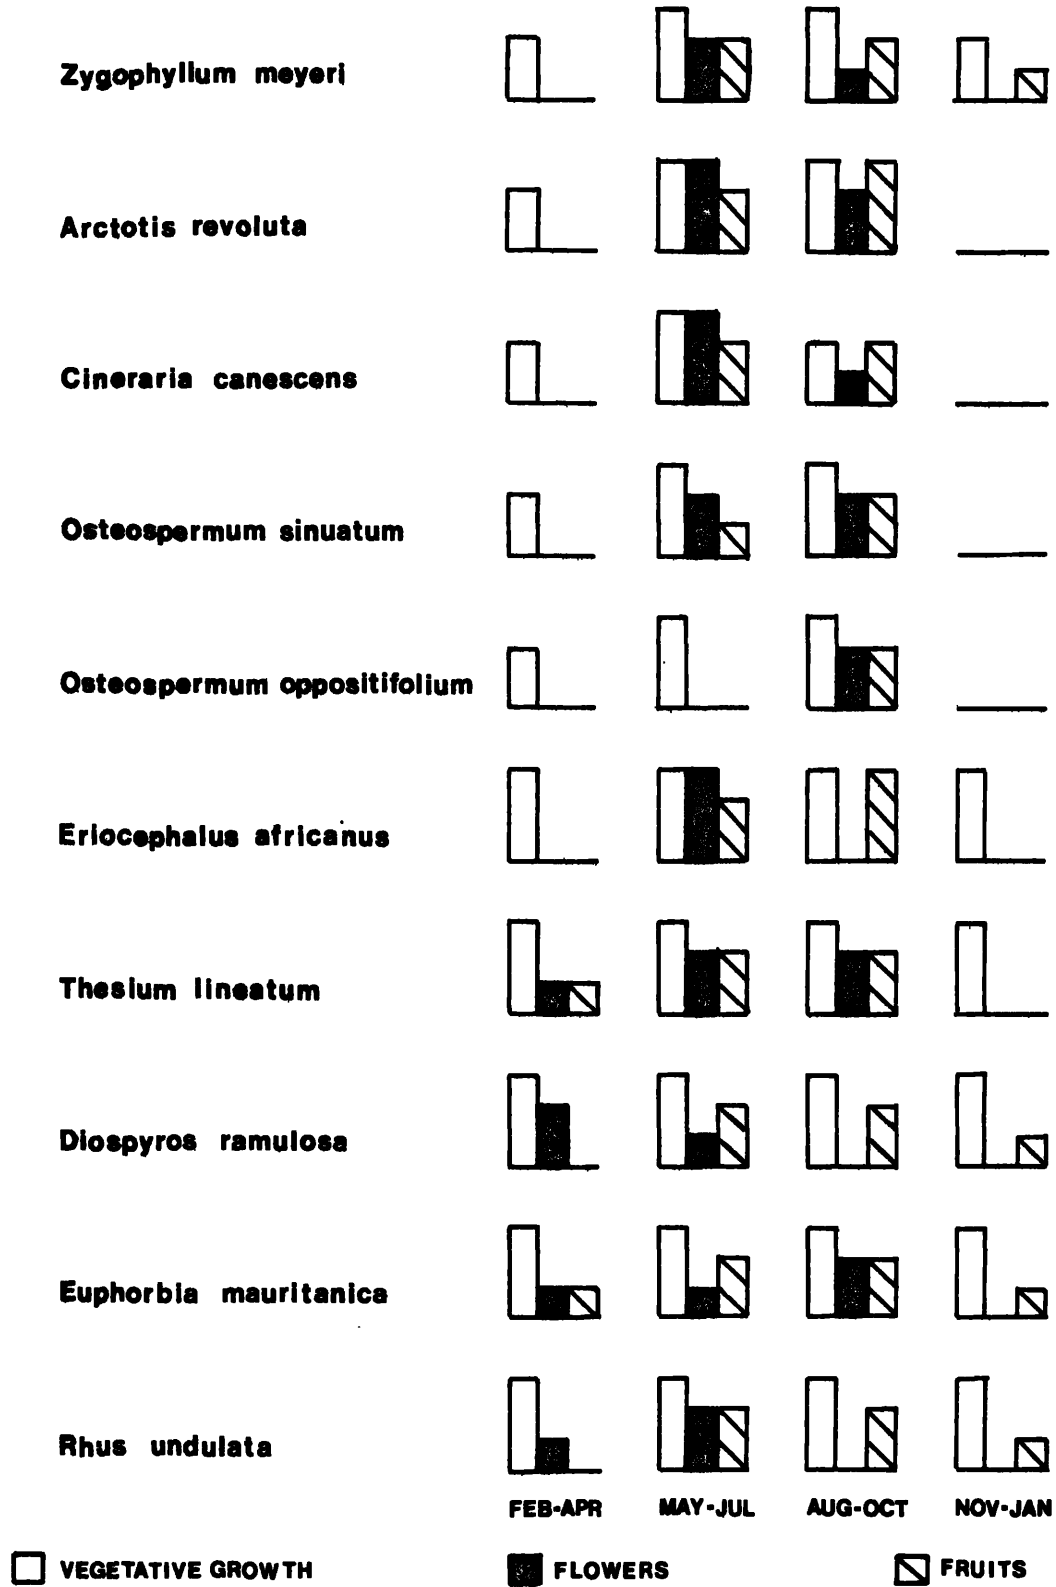 Zygophyllum meyeri
Arctotis revoluta
Cineraria canescens
Osteospermum sinuatum
Osteospermum oppositifolium
Eriocephalus africanus
Thesium lineatum
Diospyros ramulosa
Euphorbia mauritanica
Rhus undulata
FEB-APR MAY-JUL AUG-OCT NOV-JAN
VEGETATIVE GROWTH FLOWERS FRUITS